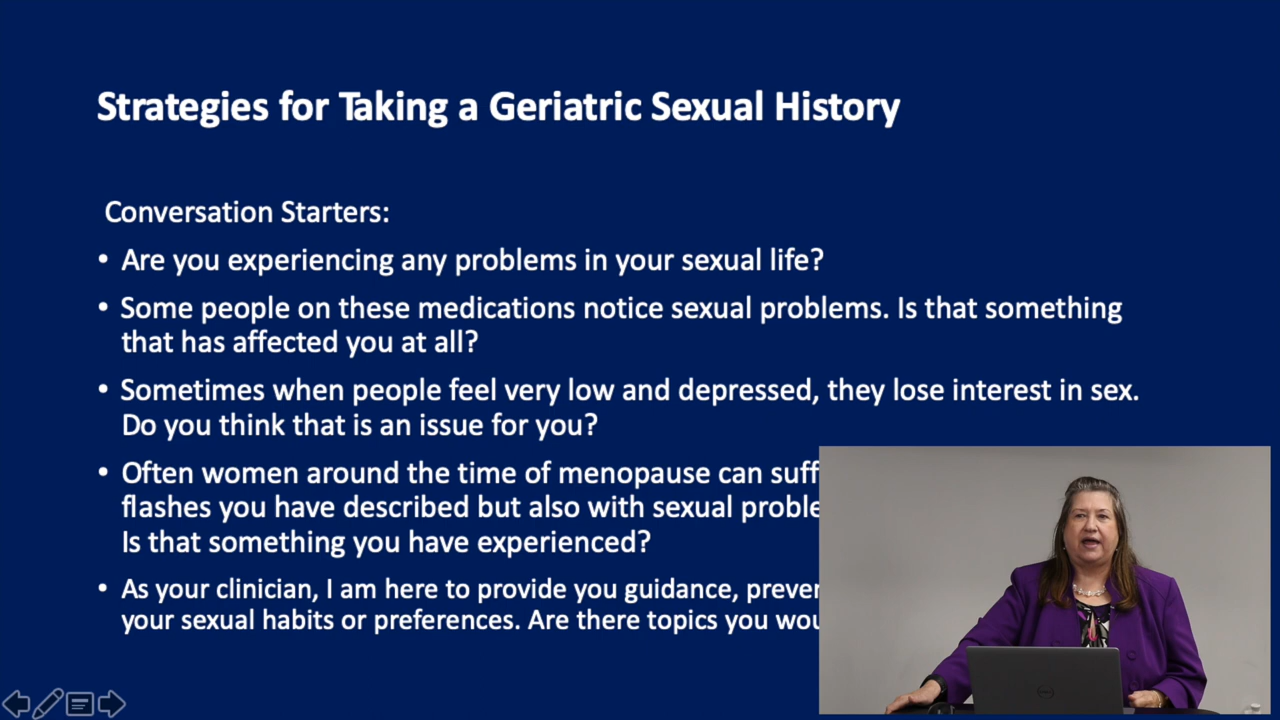 Strategies for Taking a Geriatric Sexual History
Conversation Starters:
• Are you experiencing any problems in your sexual life?
• Some people on these medications notice sexual problems. Is that something
that has affected you at all?
• Sometimes when people feel very low and depressed, they lose interest in sex.
Do you think that is an issue for you?
• Often women around the time of menopause can
flashes you have described but also with sexual
Is that something you have experienced?
• As your clinician, I am here to provide you guidance,
your sexual habits or preferences. Are there topics you
DELL